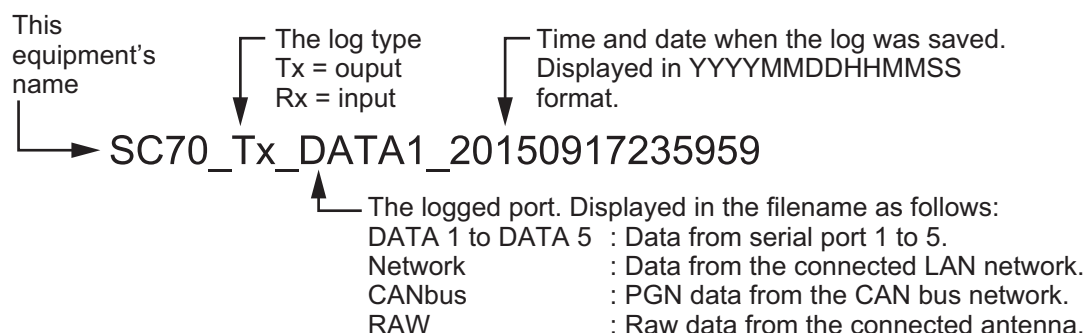 This
equipment's
name
The log type
Tx = ouput
Rx = input
Time and date when the log was saved.
Displayed in YYYYMMDDHHMMSS
format.
SC70_Tx_DATA1_20150917235959
The logged port. Displayed in the filename as follows:
DATA 1 to DATA 5 : Data from serial port 1 to 5.
Network : Data from the connected LAN network.
CANbus : PGN data from the CAN bus network.
RAW : Raw data from the connected antenna.